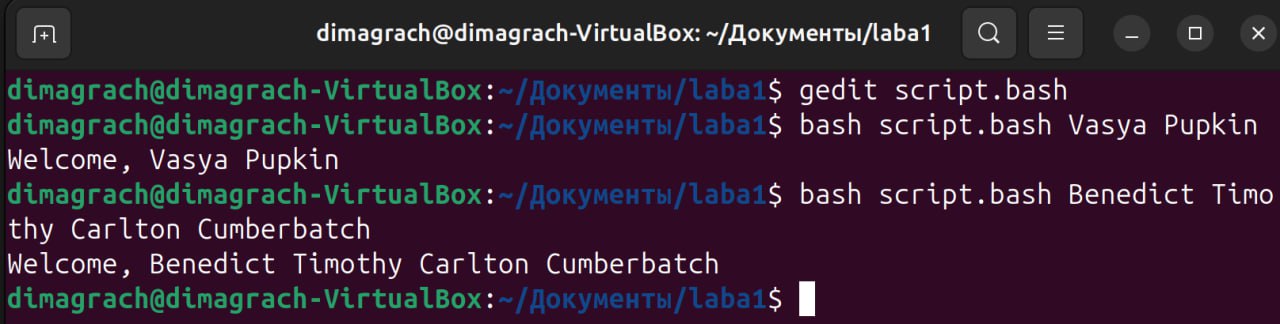 dimagrach@dimagrach-VirtualBox: ~/Документы/laba1
dimagrach@dimagrach-VirtualBox:~/Документы/laba1$ gedit script.bash
dimagrach@dimagrach-VirtualBox:~/Документы/laba1$ bash script.bash Vasya Pupkin
Welcome, Vasya Pupkin
dimagrach@dimagrach-VirtualBox:~/Документы/laba1$ bash script.bash Benedict Timo
thy Carlton Cumberbatch
Welcome, Benedict Timothy Carlton Cumberbatch
dimagrach@dimagrach-VirtualBox:~/Документы/laba1$